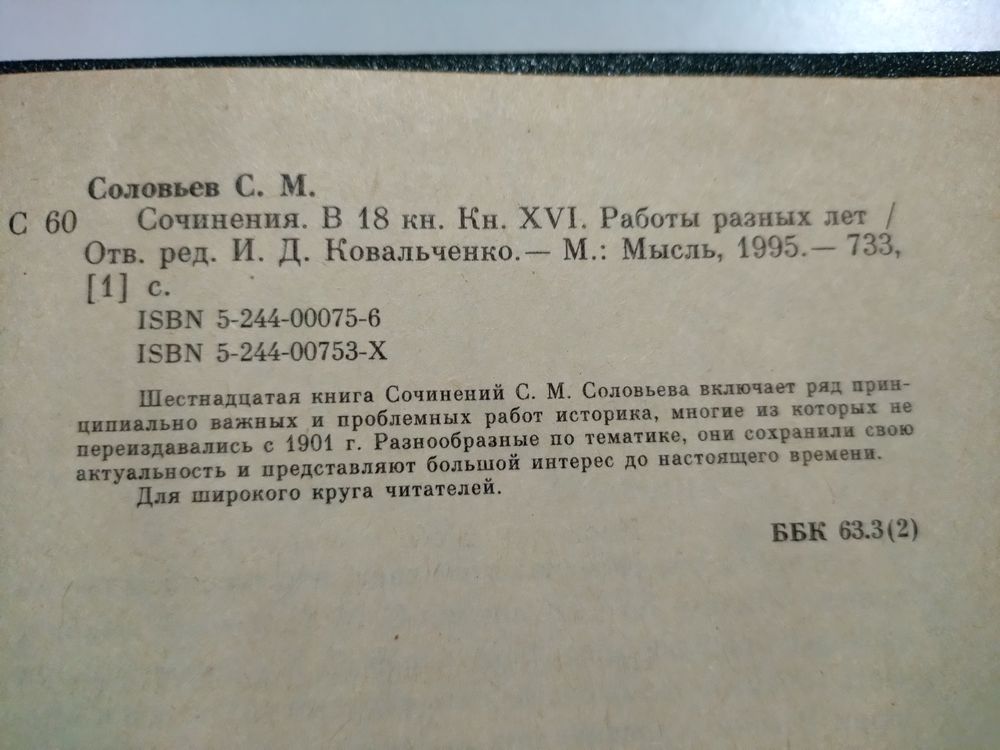 Соловьев С. М.
С 60 Сочинения. В 18 кн. Кн. XVI. Работы разных лет /
Отв. ред. И. Д. Ковальченко.— М.: Мысль, 1995.— 733,
[1] с.
ISBN 5-244-00075-6
ISBN 5-244-00753-X
Шестнадцатая книга Сочинений С. М. Соловьева включает ряд прин-
ципиально важных и проблемных работ историка, многие из которых не
переиздавались с 1901 г. Разнообразные по тематике, они сохранили свою
актуальность и представляют большой интерес до настоящего времени.
Для широкого круга читателей.
ББК 63.3(2)